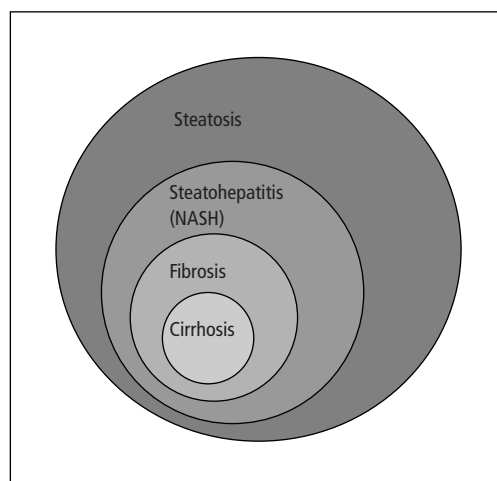 Steatosis
Steatohepatitis
(NASH)
Fibrosis
Cirrhosis